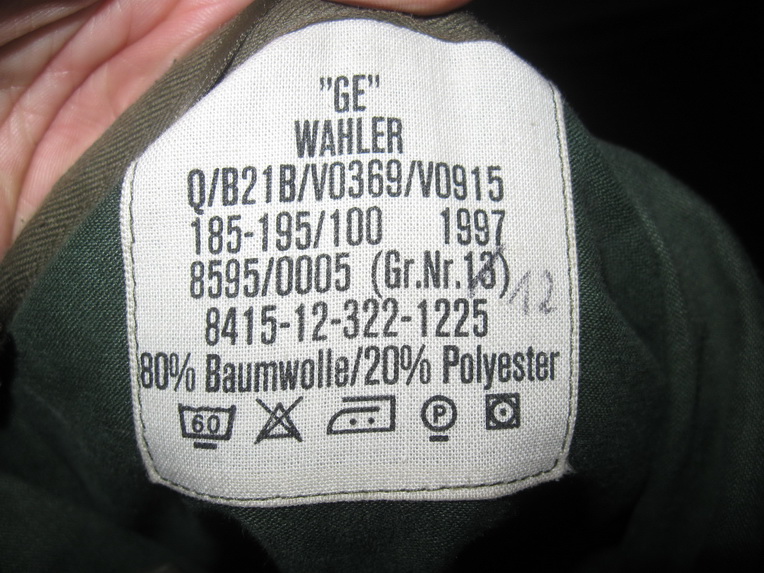 "GE"
WAHLER
Q/B21B/V0369/V0915
185-195/100 1997
8595/0005 (Gr.Nr.13) 12
8415-12-322-1225
80% Baumwolle/20% Polyester
60 P